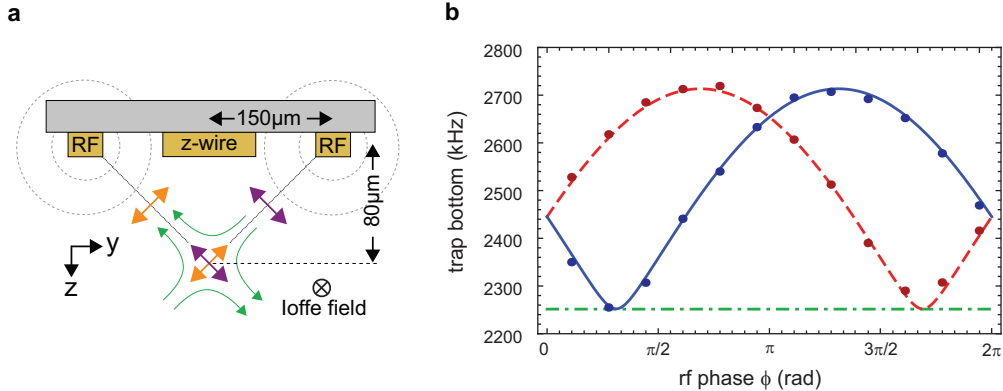 a
150μm
RF
z-wire
RF
80μm
y
z
Ioffe field
b
2800
2700
2600
2500
2400
2300
2200
trap bottom (kHz)
0
π/2
π
3π/2
2π
rf phase ϕ (rad)